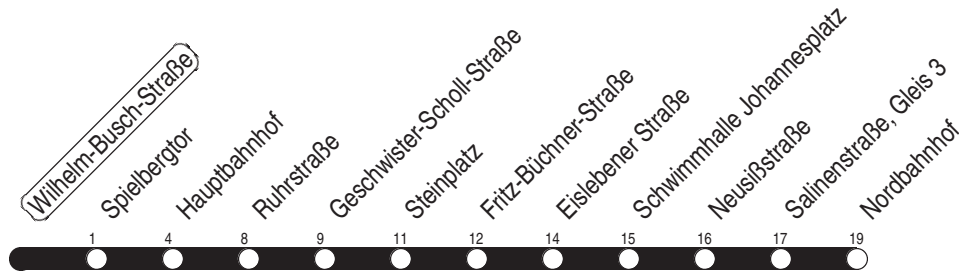 Wilhelm-Busch-Straße
Spielbergtor
Hauptbahnhof
Ruhrstraße
Geschwister-Scholl-Straße
Steinplatz
Fritz-Büchner-Straße
Eislebener Straße
Schwimmhalle Johannesplatz
Neusißstraße
Salinenstraße, Gleis 3
Nordbahnhof
1 4 8 9 11 12 14 15 16 17 19